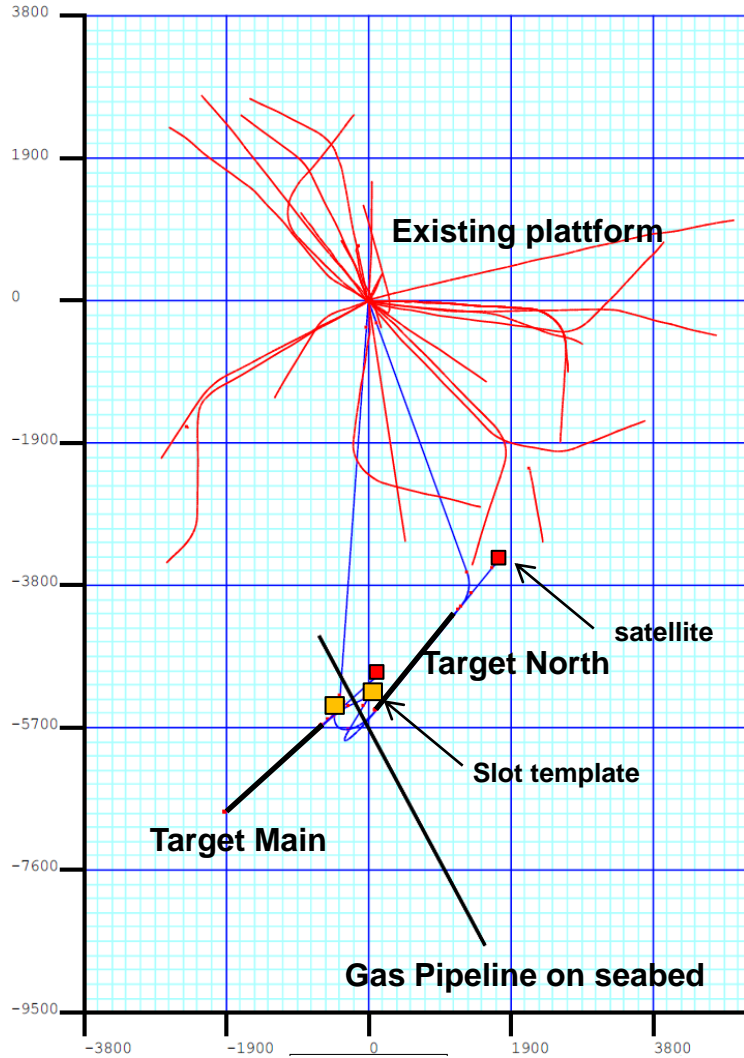 3800
1900
Existing plattform
0
-1900
-3800
satellite
Target North
-5700
Slot template
Target Main
-7600
Gas Pipeline on seabed
-9500
-3800 -1900 0 1900 3800